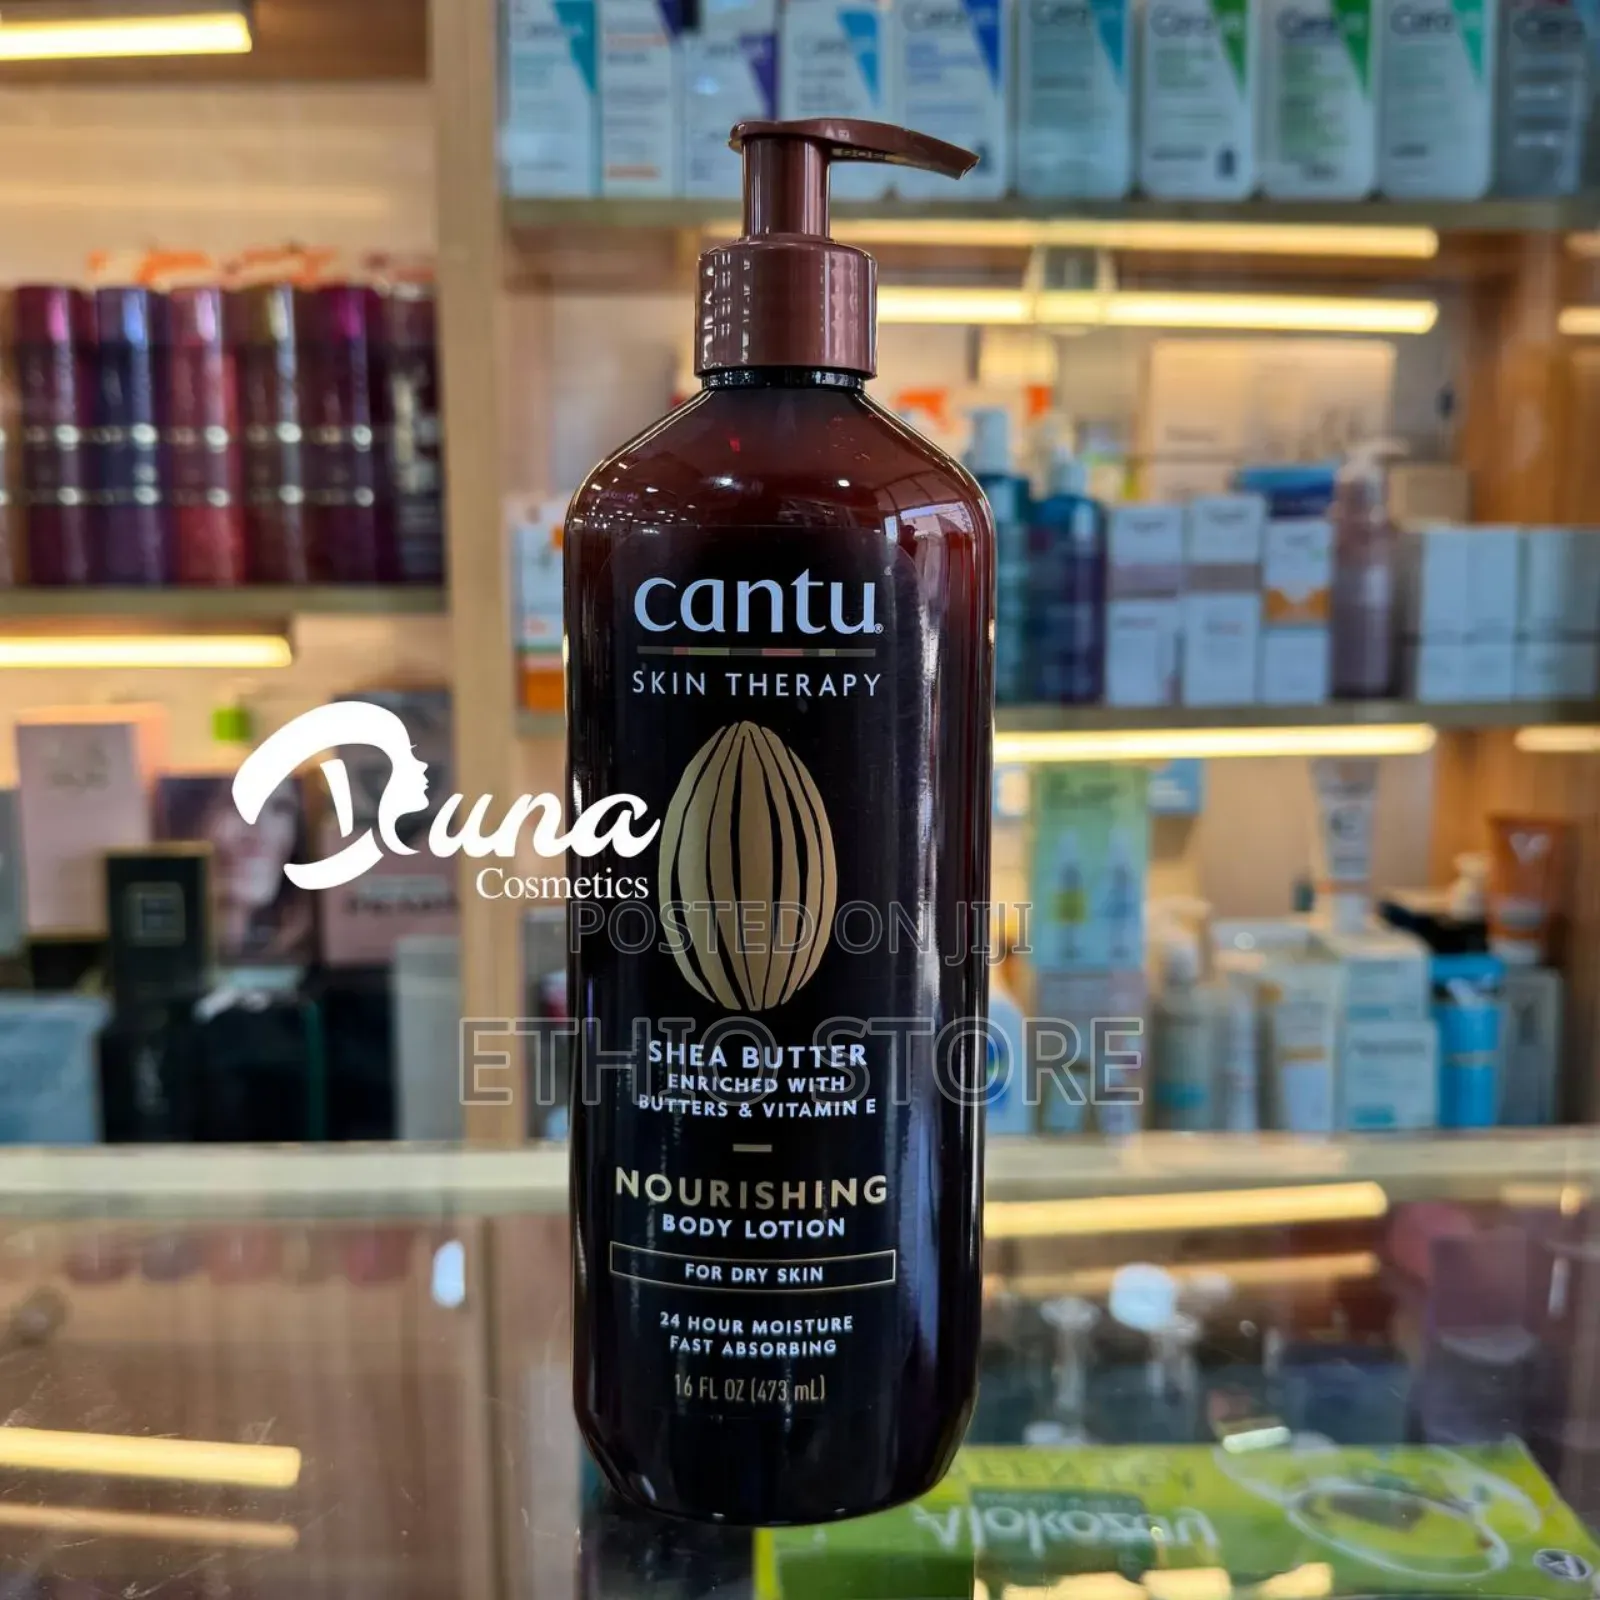 cantu®
SKIN THERAPY
Duna
Cosmetics
POSTED ON JIJI
ETHIO STORE
SHEA BUTTER
ENRICHED WITH
BUTTERS & VITAMIN E
NOURISHING
BODY LOTION
FOR DRY SKIN
24 HOUR MOISTURE
FAST ABSORBING
16 FL OZ (473 mL)